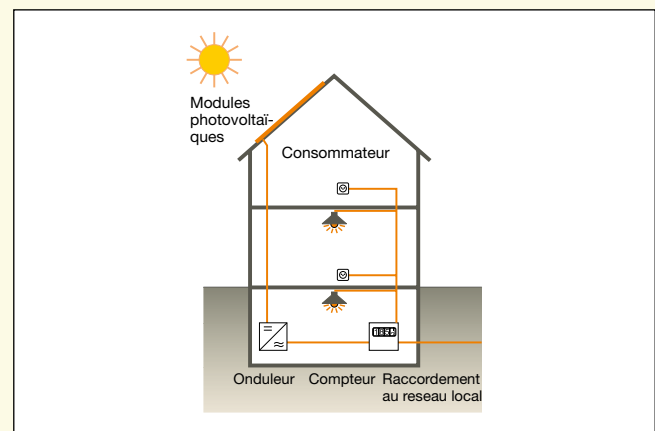 Modules
photovoltaï-
ques
Consommateur
Onduleur
Compteur
Raccordement
au reseau local